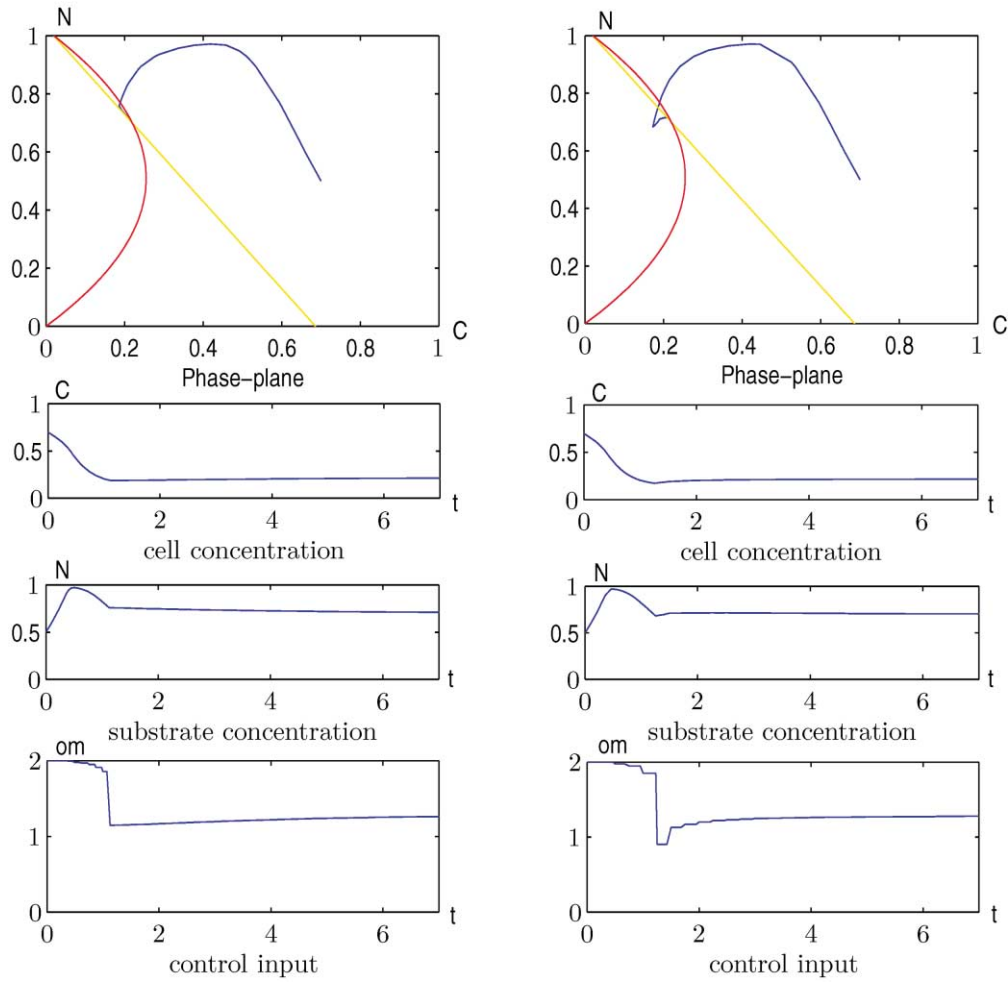 N
1
0.8
0.6
0.4
0.2
0
0 0.2 0.4 0.6 0.8 1
C
Phase-plane
C
1
0.5
0
0 2 4 6
t
cell concentration
N
1
0.5
0
0 2 4 6
t
substrate concentration
om
2
1
0
0 2 4 6
t
control input
N
1
0.8
0.6
0.4
0.2
0
0 0.2 0.4 0.6 0.8 1
C
Phase-plane
C
1
0.5
0
0 2 4 6
t
cell concentration
N
1
0.5
0
0 2 4 6
t
substrate concentration
om
2
1
0
0 2 4 6
t
control input